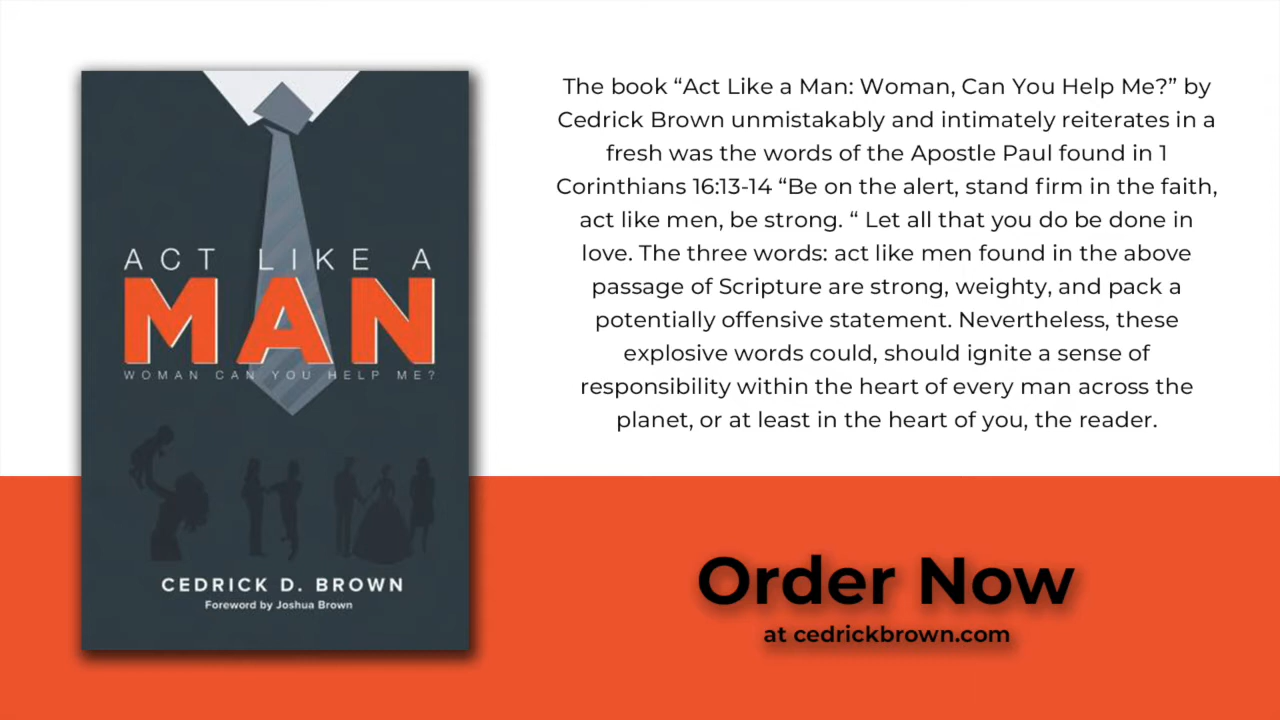 ACT LIKE A
MAN
WOMAN CAN YOU HELP ME?
CEDRICK D. BROWN
Foreword by Joshua Brown
The book “Act Like a Man: Woman, Can You Help Me?” by
Cedrick Brown unmistakably and intimately reiterates in a
fresh was the words of the Apostle Paul found in 1
Corinthians 16:13-14 “Be on the alert, stand firm in the faith,
act like men, be strong. “ Let all that you do be done in
love. The three words: act like men found in the above
passage of Scripture are strong, weighty, and pack a
potentially offensive statement. Nevertheless, these
explosive words could, should ignite a sense of
responsibility within the heart of every man across the
planet, or at least in the heart of you, the reader.
Order Now
at cedrickbrown.com